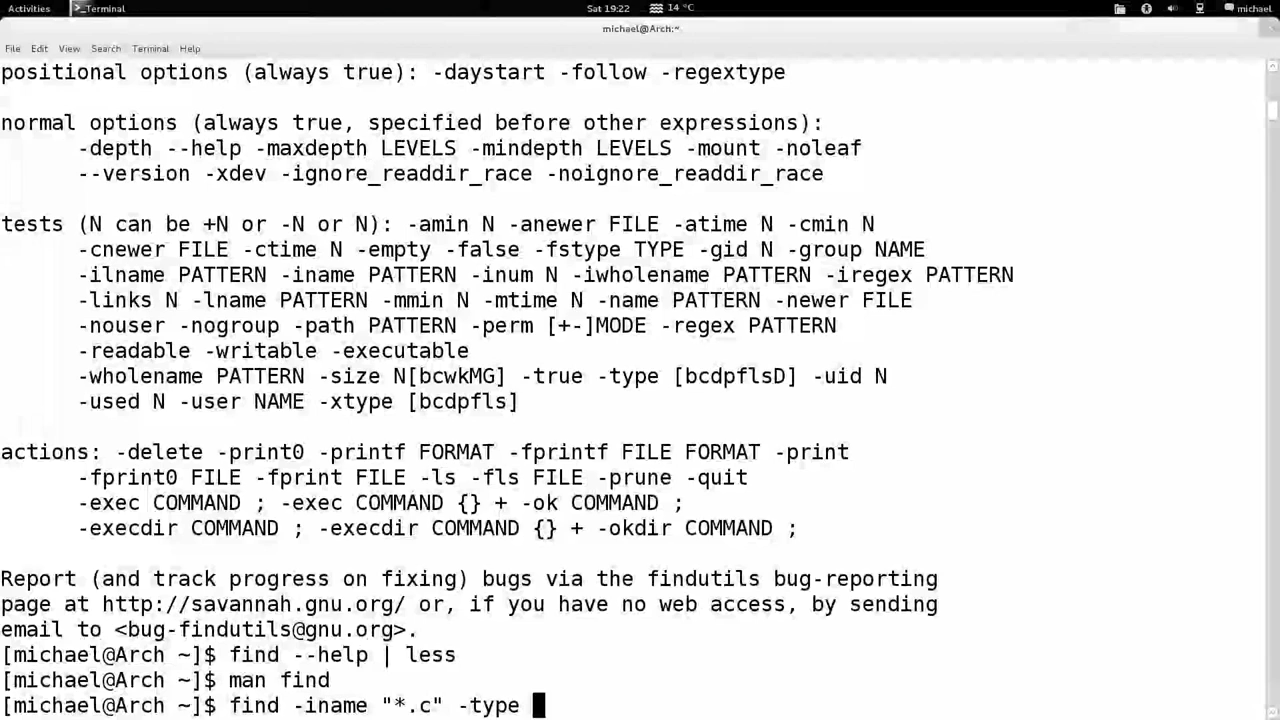 Activities >_Terminal Sat 19:22 14 °C michael
michael@Arch:~
File Edit View Search Terminal Help
positional options (always true): -daystart -follow -regextype
normal options (always true, specified before other expressions):
-depth --help -maxdepth LEVELS -mindepth LEVELS -mount -noleaf
--version -xdev -ignore_readdir_race -noignore_readdir_race
tests (N can be +N or -N or N): -amin N -anewer FILE -atime N -cmin N
-cnewer FILE -ctime N -empty -false -fstype TYPE -gid N -group NAME
-ilname PATTERN -iname PATTERN -inum N -iwholename PATTERN -iregex PATTERN
-links N -lname PATTERN -mmin N -mtime N -name PATTERN -newer FILE
-nouser -nogroup -path PATTERN -perm [+-]MODE -regex PATTERN
-readable -writable -executable
-wholename PATTERN -size N[bcwkMG] -true -type [bcdpflsD] -uid N
-used N -user NAME -xtype [bcdpfls]
actions: -delete -print0 -printf FORMAT -fprintf FILE FORMAT -print
-fprint0 FILE -fprint FILE -ls -fls FILE -prune -quit
-exec COMMAND ; -exec COMMAND {} + -ok COMMAND ;
-execdir COMMAND ; -execdir COMMAND {} + -okdir COMMAND ;
Report (and track progress on fixing) bugs via the findutils bug-reporting
page at http://savannah.gnu.org/ or, if you have no web access, by sending
email to <bug-findutils@gnu.org>.
[michael@Arch ~]$ find --help | less
[michael@Arch ~]$ man find
[michael@Arch ~]$ find -iname "*.c" -type